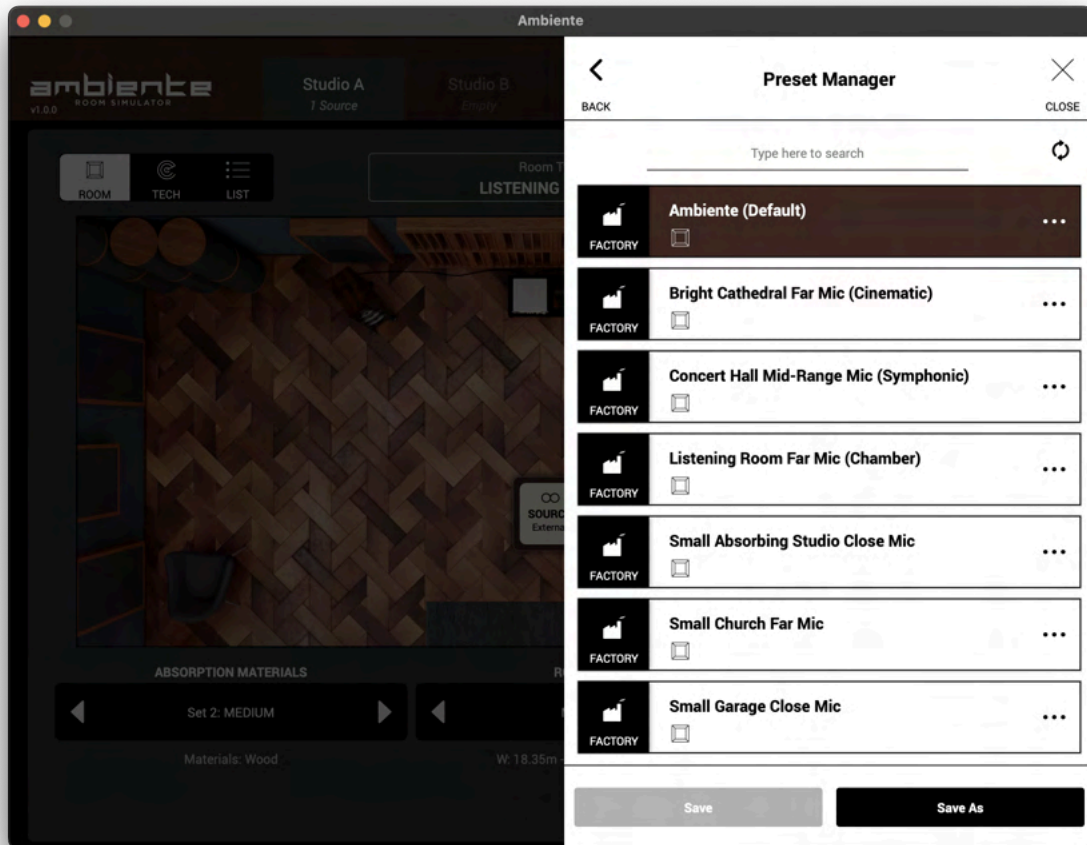 Ambiente
ambiente
ROOM SIMULATOR
v1.0.0
Studio A
1 Source
Studio B
Empty
ROOM
TECH
LIST
Room
LISTENING
SOURC
Externa
ABSORPTION MATERIALS
Set 2: MEDIUM
Materials: Wood
W: 18.35m
BACK
Preset Manager
CLOSE
Type here to search
FACTORY
Ambiente (Default)
FACTORY
Bright Cathedral Far Mic (Cinematic)
FACTORY
Concert Hall Mid-Range Mic (Symphonic)
FACTORY
Listening Room Far Mic (Chamber)
FACTORY
Small Absorbing Studio Close Mic
FACTORY
Small Church Far Mic
FACTORY
Small Garage Close Mic
Save
Save As